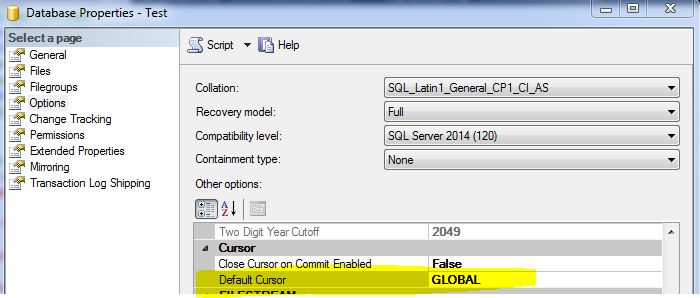 Database Properties - Test
Select a page
General
Files
Filegroups
Options
Change Tracking
Permissions
Extended Properties
Mirroring
Transaction Log Shipping
Script Help
Collation: SQL_Latin1_General_CP1_CI_AS
Recovery model: Full
Compatibility level: SQL Server 2014 (120)
Containment type: None
Other options:
A Z
Two Digit Year Cutoff 2049
Cursor
Close Cursor on Commit Enabled False
Default Cursor GLOBAL
FILESTREAM